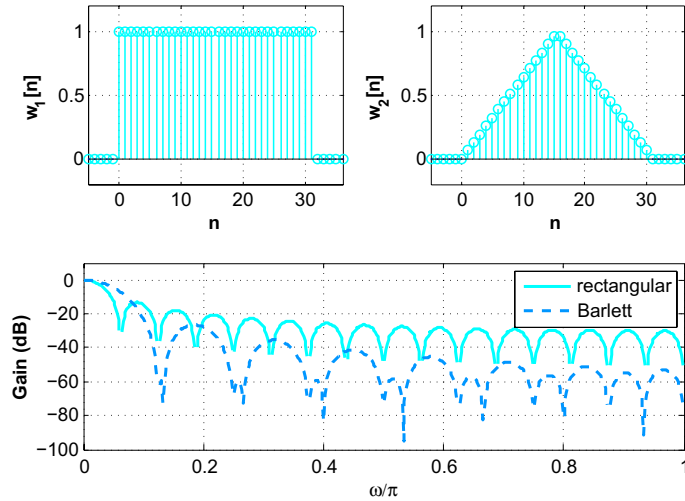 1
0.5
0
w1[n]
0 10 20 30
n
1
0.5
0
w2[n]
0 10 20 30
n
0
−20
−40
−60
−80
−100
Gain (dB)
rectangular
Barlett
0 0.2 0.4 0.6 0.8 1
ω/π